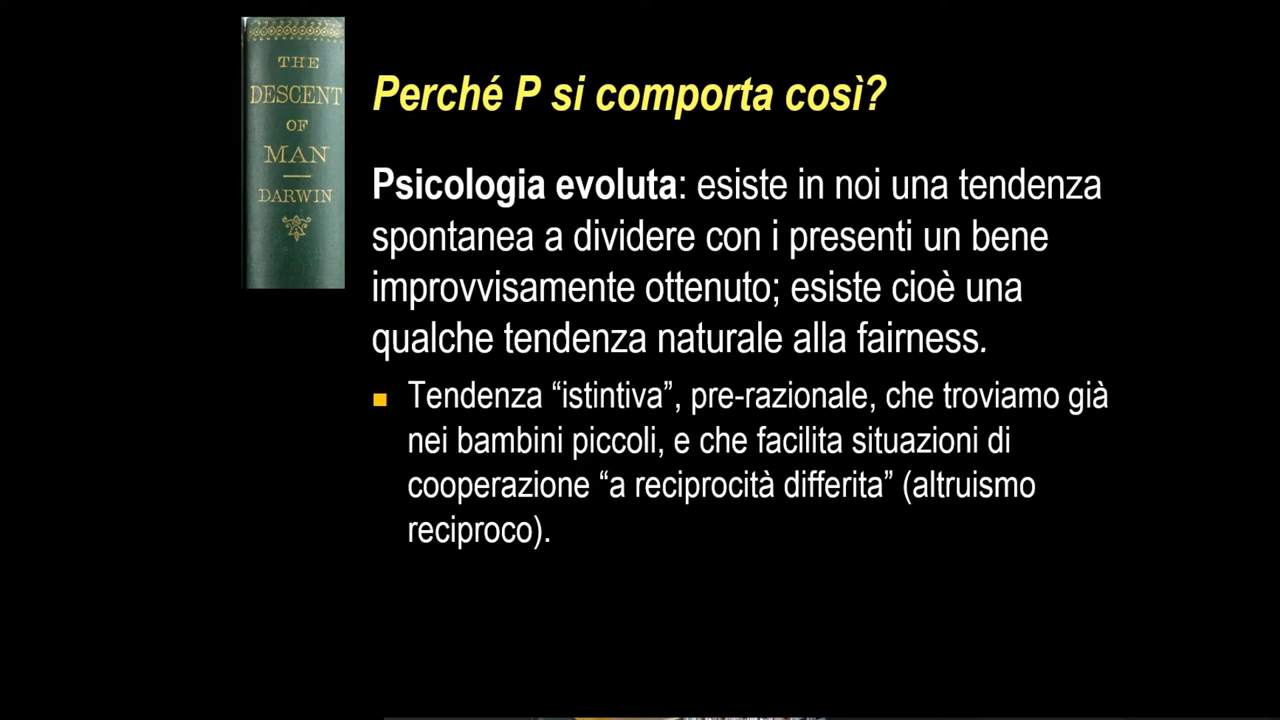 THE
DESCENT
OF
MAN
DARWIN
Perché P si comporta così?
Psicologia evoluta: esiste in noi una tendenza
spontanea a dividere con i presenti un bene
improvvisamente ottenuto; esiste cioè una
qualche tendenza naturale alla fairness.
Tendenza “istintiva”, pre-razionale, che troviamo già
nei bambini piccoli, e che facilita situazioni di
cooperazione “a reciprocità differita” (altruismo
reciproco).